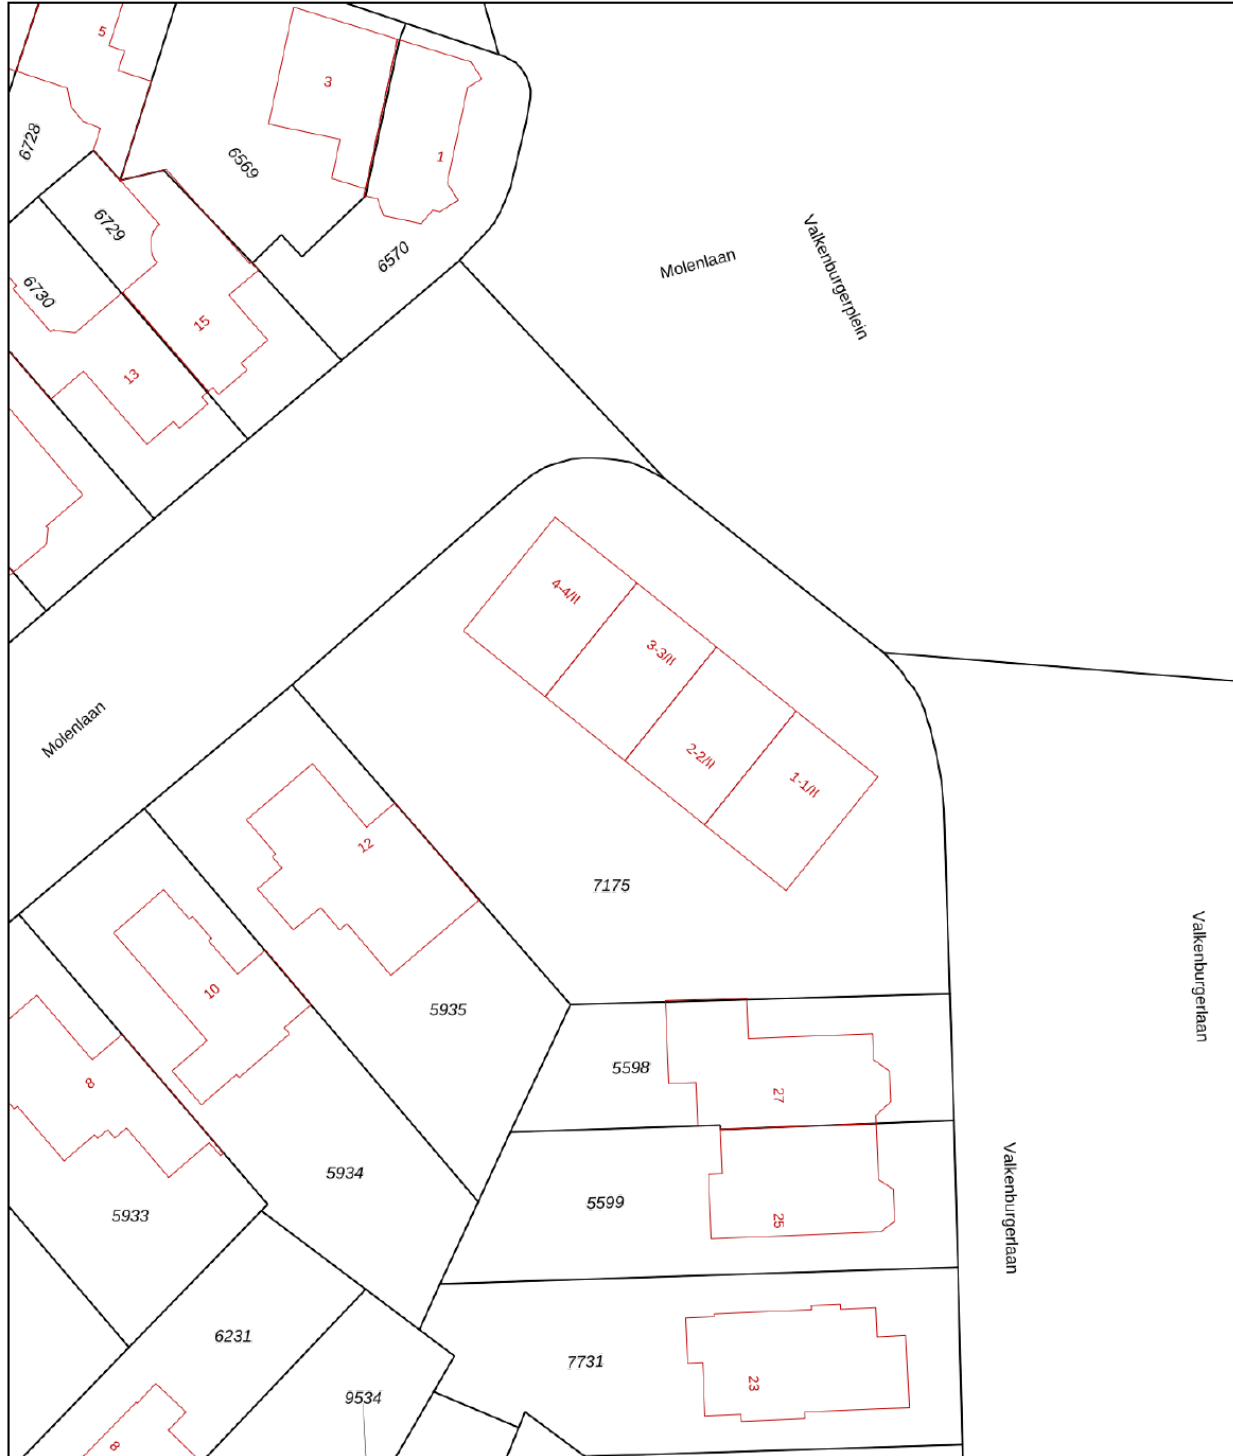 5
3
1
6728
6569
6729
6570
Molenlaan
Valkenburgerplein
6730
15
13
4-4/II
3-3/II
2-2/II
1-1/II
Molenlaan
12
7175
10
5935
Valkenburgerlaan
8
5598
27
5934
5599
25
Valkenburgerlaan
5933
6231
7731
23
9534
8